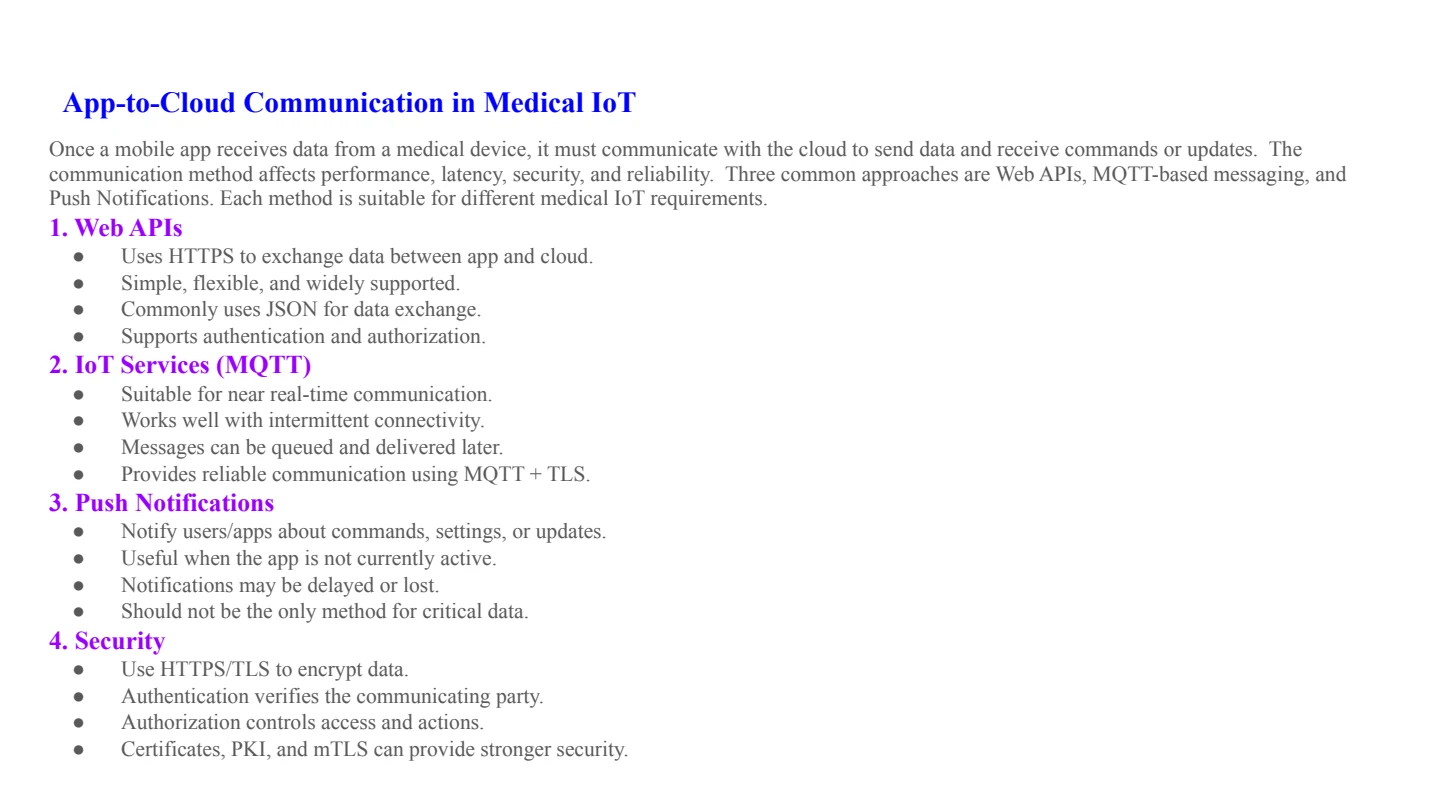 App-to-Cloud Communication in Medical IoT
Once a mobile app receives data from a medical device, it must communicate with the cloud to send data and receive commands or updates.  The
communication method affects performance, latency, security, and reliability.  Three common approaches are Web APIs, MQTT-based messaging, and
Push Notifications. Each method is suitable for different medical IoT requirements.
1. Web APIs
● Uses HTTPS to exchange data between app and cloud.
● Simple, flexible, and widely supported.
● Commonly uses JSON for data exchange.
● Supports authentication and authorization.
2. IoT Services (MQTT)
● Suitable for near real-time communication.
● Works well with intermittent connectivity.
● Messages can be queued and delivered later.
● Provides reliable communication using MQTT + TLS.
3. Push Notifications
● Notify users/apps about commands, settings, or updates.
● Useful when the app is not currently active.
● Notifications may be delayed or lost.
● Should not be the only method for critical data.
4. Security
● Use HTTPS/TLS to encrypt data.
● Authentication verifies the communicating party.
● Authorization controls access and actions.
● Certificates, PKI, and mTLS can provide stronger security.